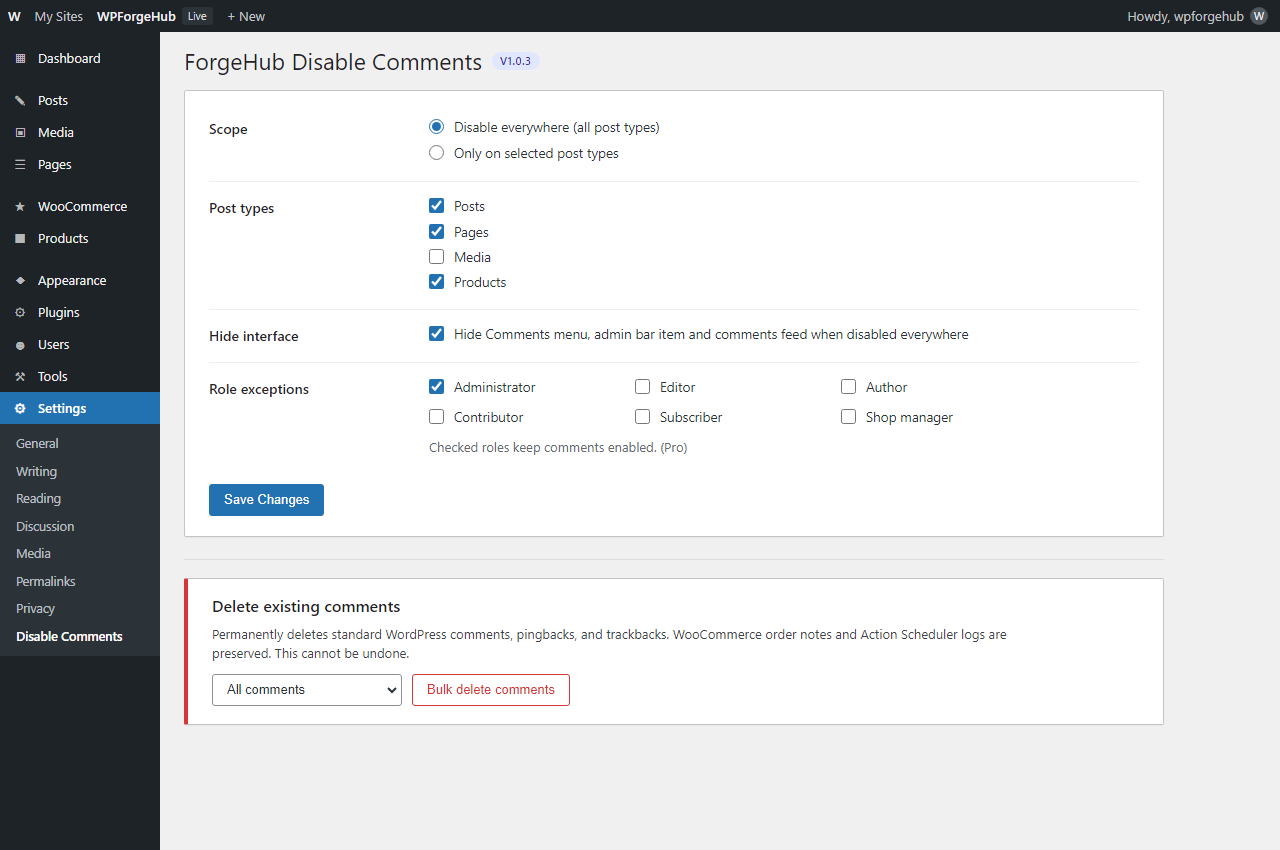 W My Sites WPForgeHub Live + New Howdy, wpforgehub W
Dashboard
Posts
Media
Pages
WooCommerce
Products
Appearance
Plugins
Users
Tools
Settings
General
Writing
Reading
Discussion
Media
Permalinks
Privacy
Disable Comments
ForgeHub Disable Comments V1.0.3
Scope
Disable everywhere (all post types)
Only on selected post types
Post types
Posts
Pages
Media
Products
Hide interface
Hide Comments menu, admin bar item and comments feed when disabled everywhere
Role exceptions
Administrator Editor Author
Contributor Subscriber Shop manager
Checked roles keep comments enabled. (Pro)
Save Changes
Delete existing comments
Permanently deletes standard WordPress comments, pingbacks, and trackbacks. WooCommerce order notes and Action Scheduler logs are
preserved. This cannot be undone.
All comments Bulk delete comments